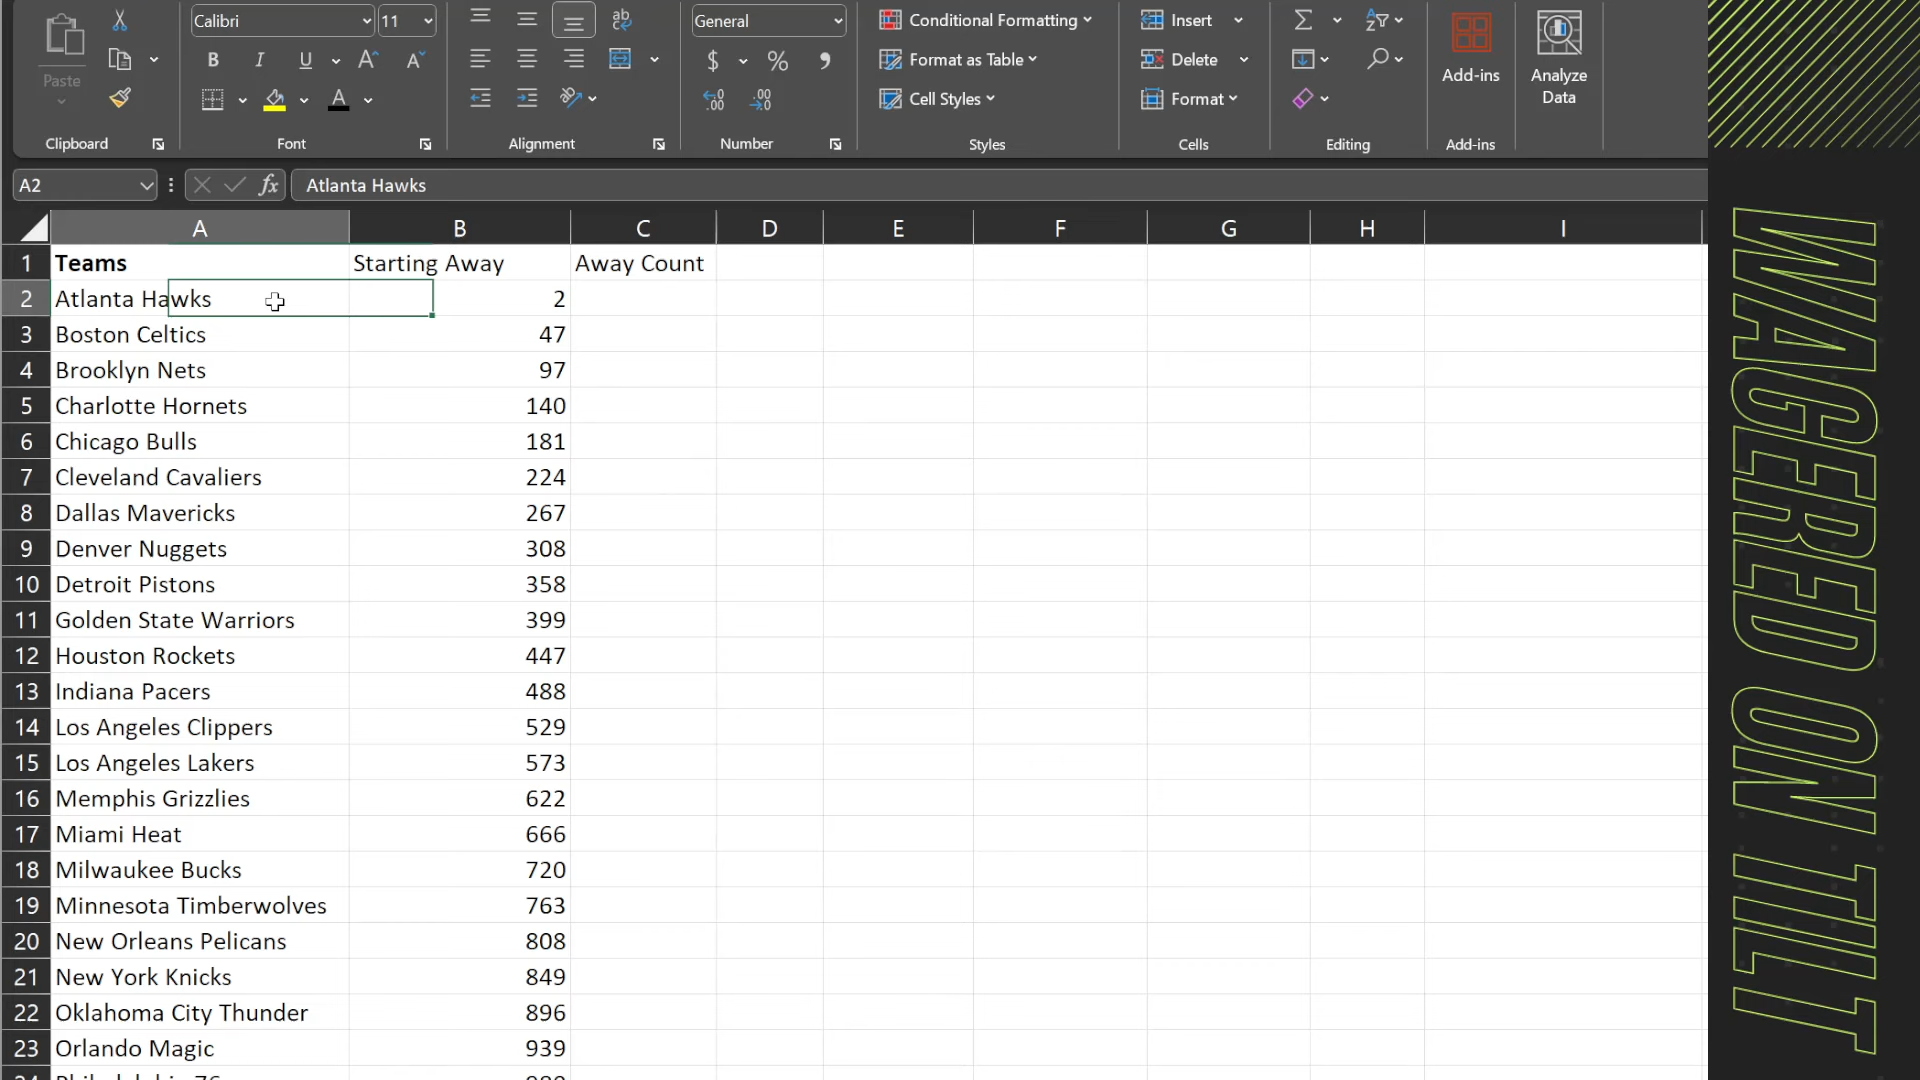 Paste
Clipboard
Calibri
11
B I U A A
A
Font
ab
Alignment
General
$ % ,
.00
.00
Number
Conditional Formatting
Format as Table
Cell Styles
Styles
Insert
Delete
Format
Cells
Editing
Add-ins
Add-ins
Analyze
Data
A2 fx Atlanta Hawks
A B C D E F G H I
1 Teams Starting Away Away Count
2 Atlanta Hawks 2
3 Boston Celtics 47
4 Brooklyn Nets 97
5 Charlotte Hornets 140
6 Chicago Bulls 181
7 Cleveland Cavaliers 224
8 Dallas Mavericks 267
9 Denver Nuggets 308
10 Detroit Pistons 358
11 Golden State Warriors 399
12 Houston Rockets 447
13 Indiana Pacers 488
14 Los Angeles Clippers 529
15 Los Angeles Lakers 573
16 Memphis Grizzlies 622
17 Miami Heat 666
18 Milwaukee Bucks 720
19 Minnesota Timberwolves 763
20 New Orleans Pelicans 808
21 New York Knicks 849
22 Oklahoma City Thunder 896
23 Orlando Magic 939
WAGERED ON TILT